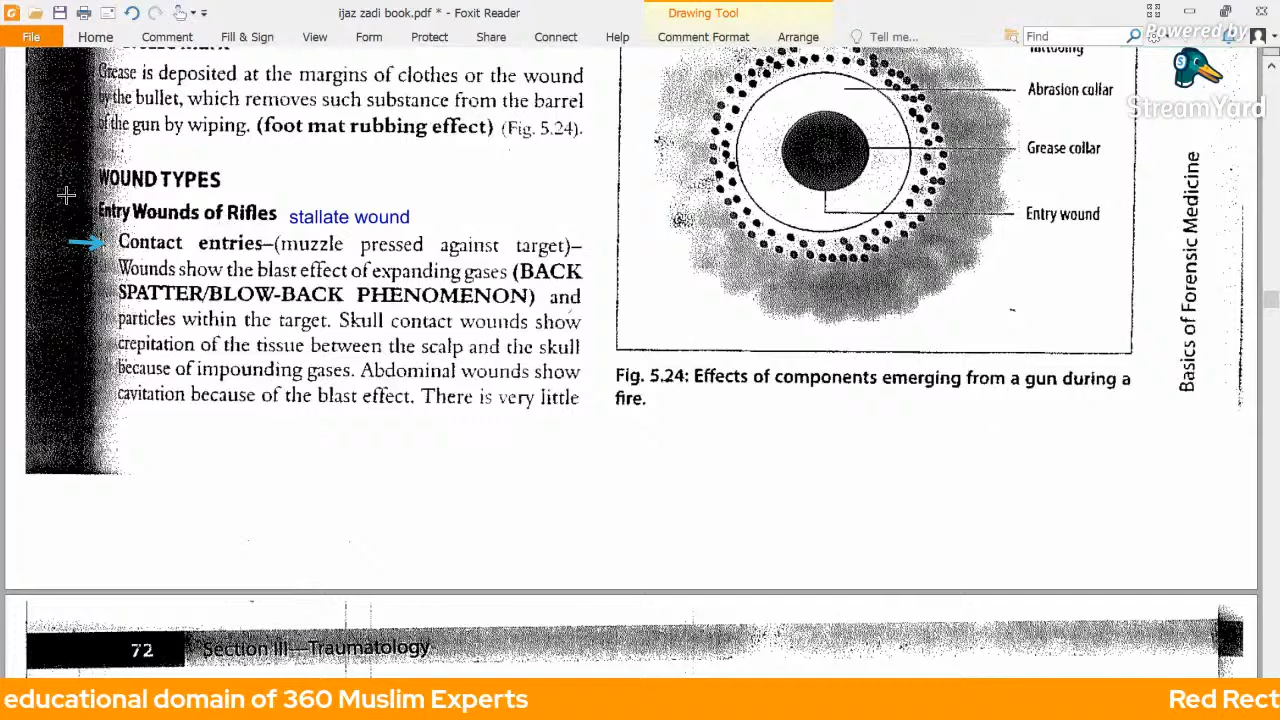 ijaz zadi book.pdf * - Foxit Reader
Drawing Tool
File Home Comment Fill & Sign View Form Protect Share Connect Help Comment Format Arrange Tell me... Find
Powered by
StreamYard
Grease is deposited at the margins of clothes or the wound
by the bullet, which removes such substance from the barrel
of the gun by wiping. (foot mat rubbing effect) (Fig. 5.24).
WOUND TYPES
Entry Wounds of Rifles stallate wound
Contact entries–(muzzle pressed against target)–
Wounds show the blast effect of expanding gases (BACK
SPATTER/BLOW-BACK PHENOMENON) and
particles within the target. Skull contact wounds show
crepitation of the tissue between the scalp and the skull
because of impounding gases. Abdominal wounds show
cavitation because of the blast effect. There is very little
Tattooing
Abrasion collar
Grease collar
Entry wound
Fig. 5.24: Effects of components emerging from a gun during a
fire.
Basics of Forensic Medicine
72 Section III—Traumatology
educational domain of 360 Muslim Experts
Red Rect